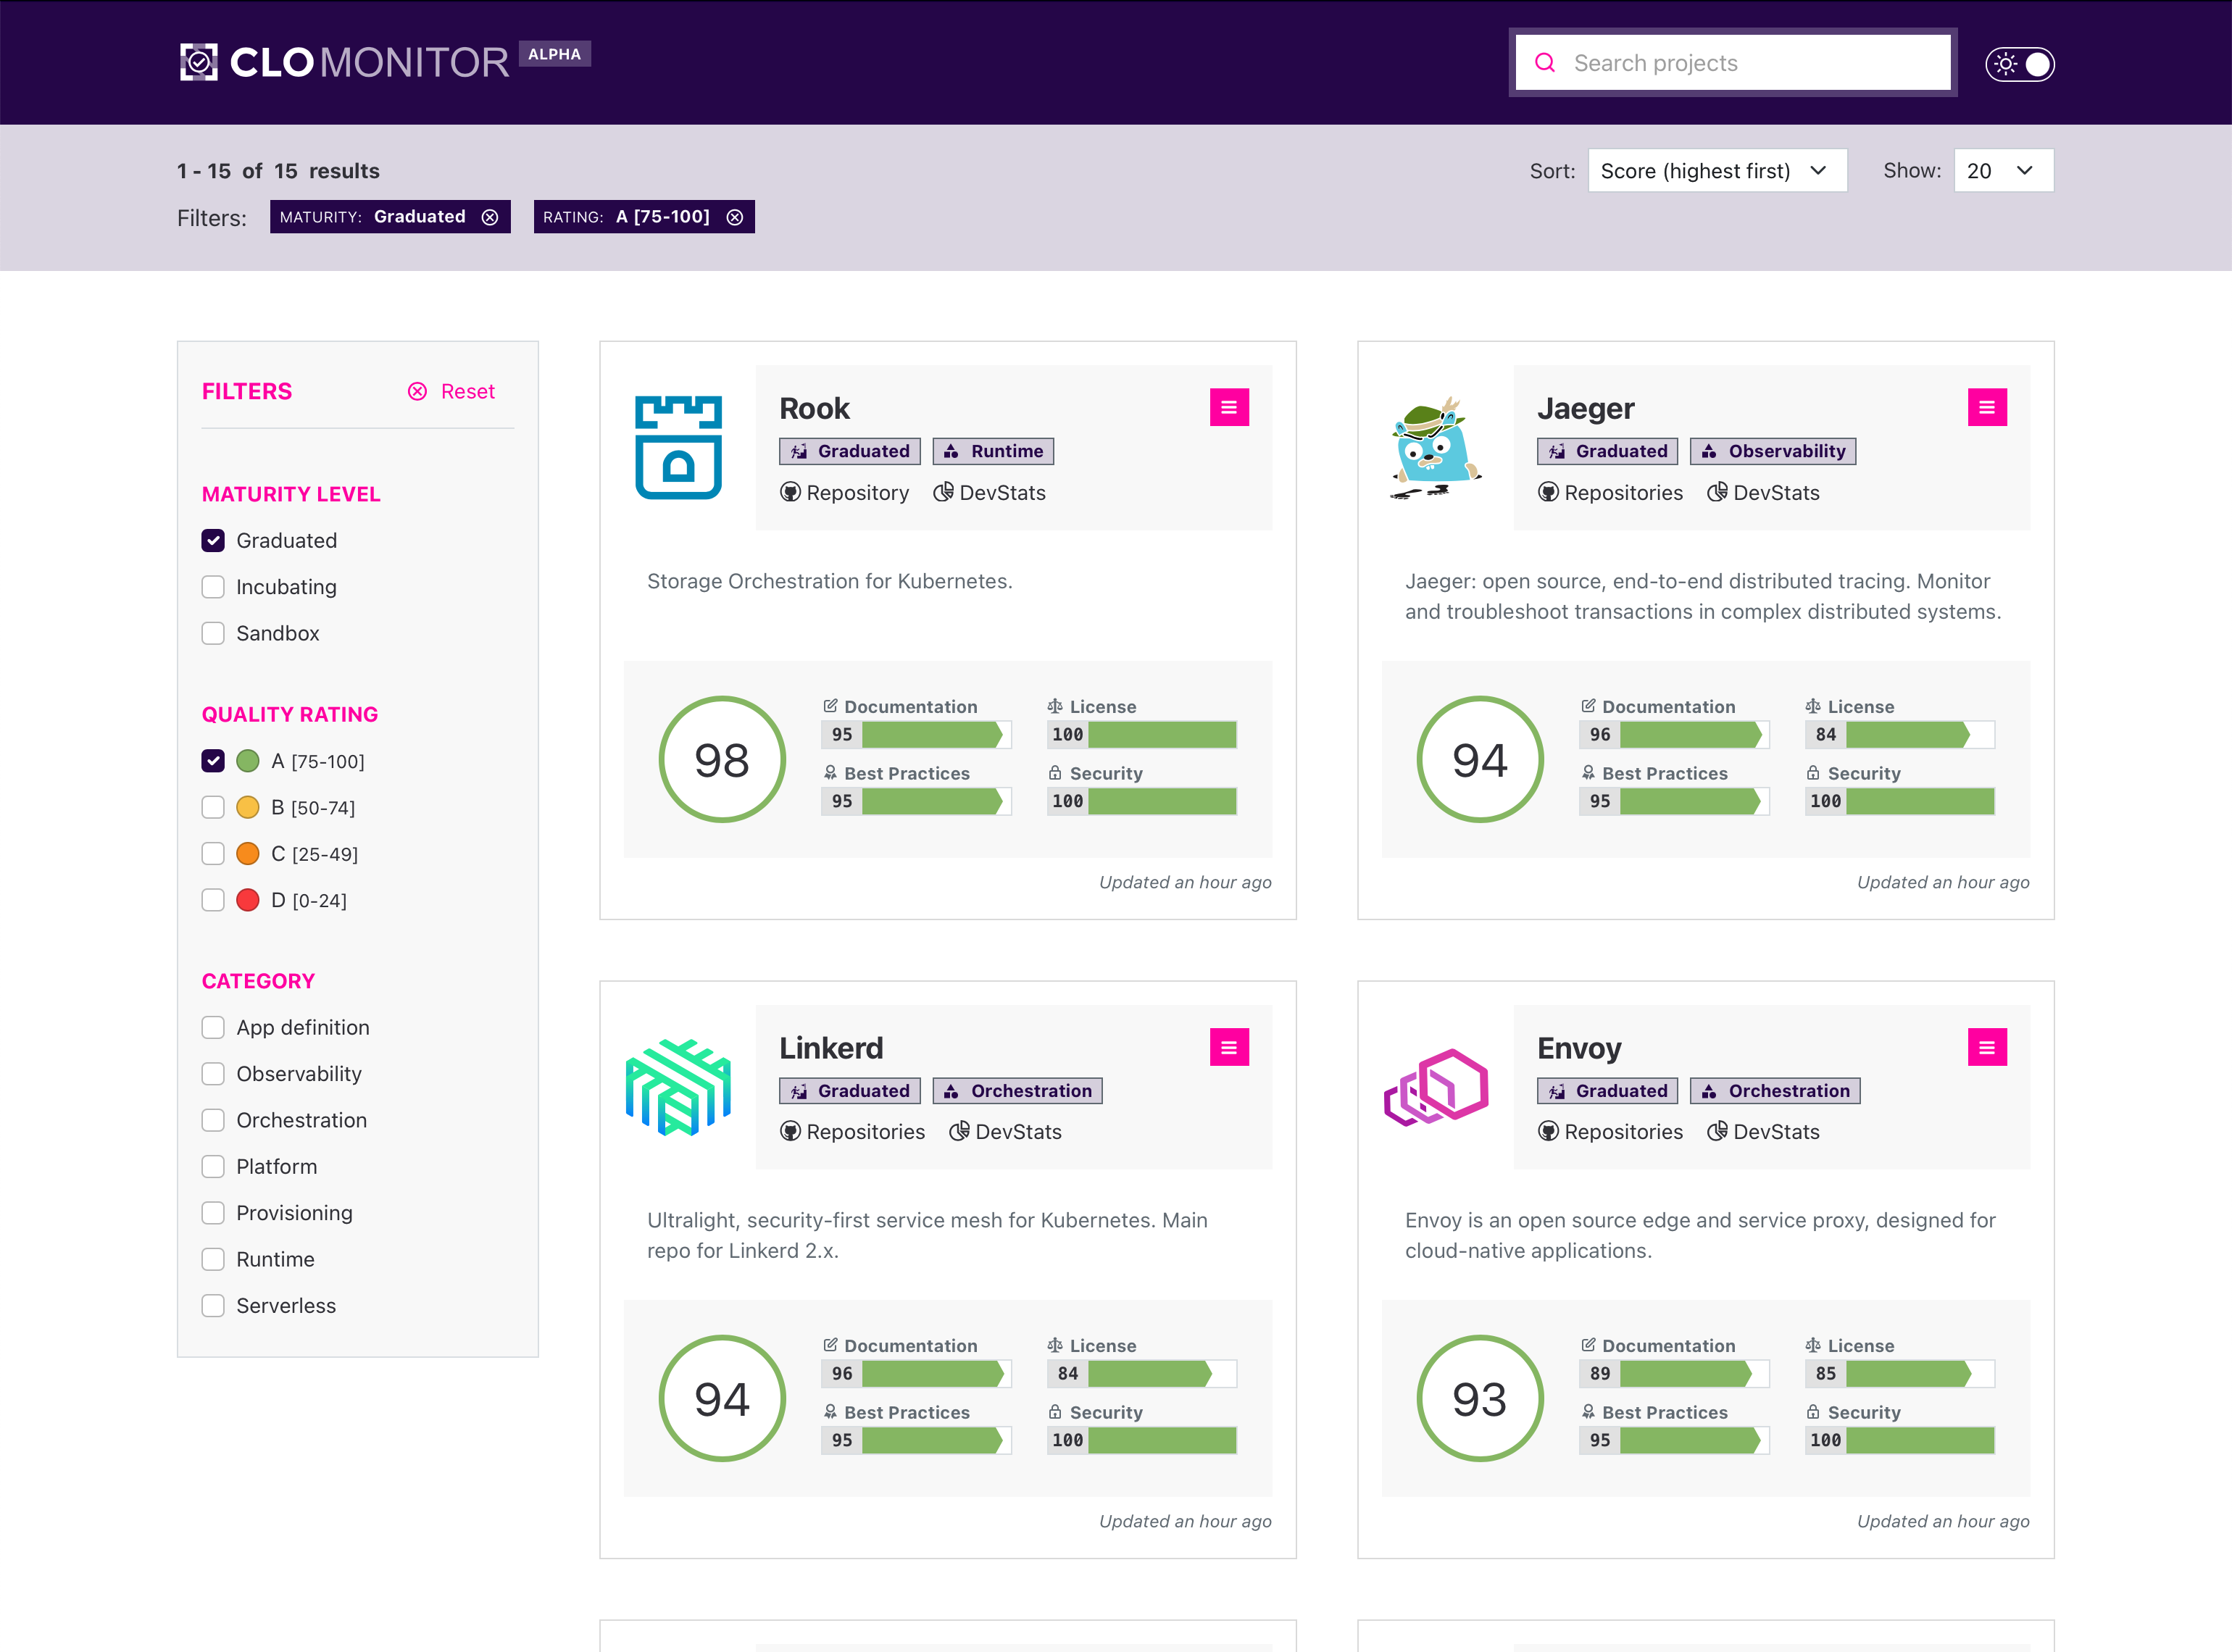 CLOMONITOR ALPHA
Search projects
1 - 15 of 15 results
Sort: Score (highest first)
Show: 20
Filters: MATURITY: Graduated RATING: A [75-100]
FILTERS Reset
MATURITY LEVEL
Graduated
Incubating
Sandbox
QUALITY RATING
A [75-100]
B [50-74]
C [25-49]
D [0-24]
CATEGORY
App definition
Observability
Orchestration
Platform
Provisioning
Runtime
Serverless
Rook
Graduated Runtime
Repository DevStats
Storage Orchestration for Kubernetes.
98
Documentation License
95 100
Best Practices Security
95 100
Updated an hour ago
Jaeger
Graduated Observability
Repositories DevStats
Jaeger: open source, end-to-end distributed tracing. Monitor
and troubleshoot transactions in complex distributed systems.
94
Documentation License
96 84
Best Practices Security
95 100
Updated an hour ago
Linkerd
Graduated Orchestration
Repositories DevStats
Ultralight, security-first service mesh for Kubernetes. Main
repo for Linkerd 2.x.
94
Documentation License
96 84
Best Practices Security
95 100
Updated an hour ago
Envoy
Graduated Orchestration
Repositories DevStats
Envoy is an open source edge and service proxy, designed for
cloud-native applications.
93
Documentation License
89 85
Best Practices Security
95 100
Updated an hour ago